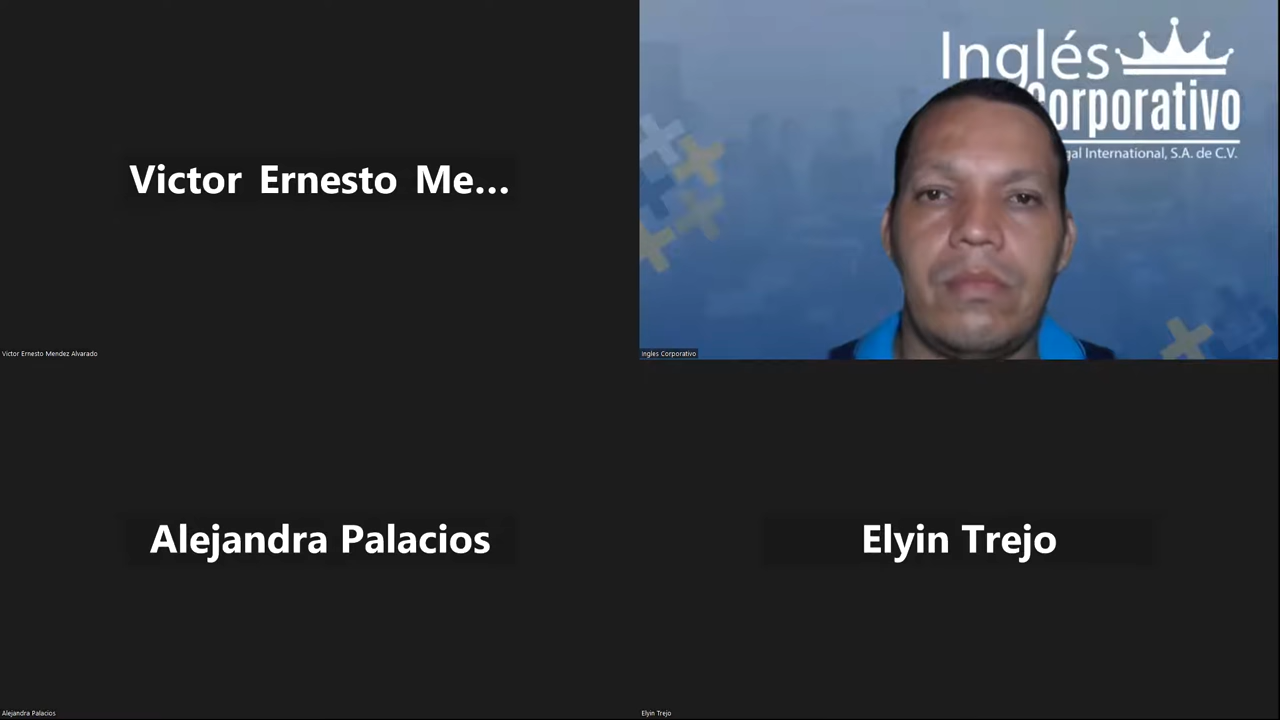 Victor Ernesto Me...
Victor Ernesto Mendez Alvarado
Inglés
Corporativo
gal International, S.A. de C.V.
Ingles Corporativo
Alejandra Palacios
Alejandra Palacios
Elyin Trejo
Elyin Trejo